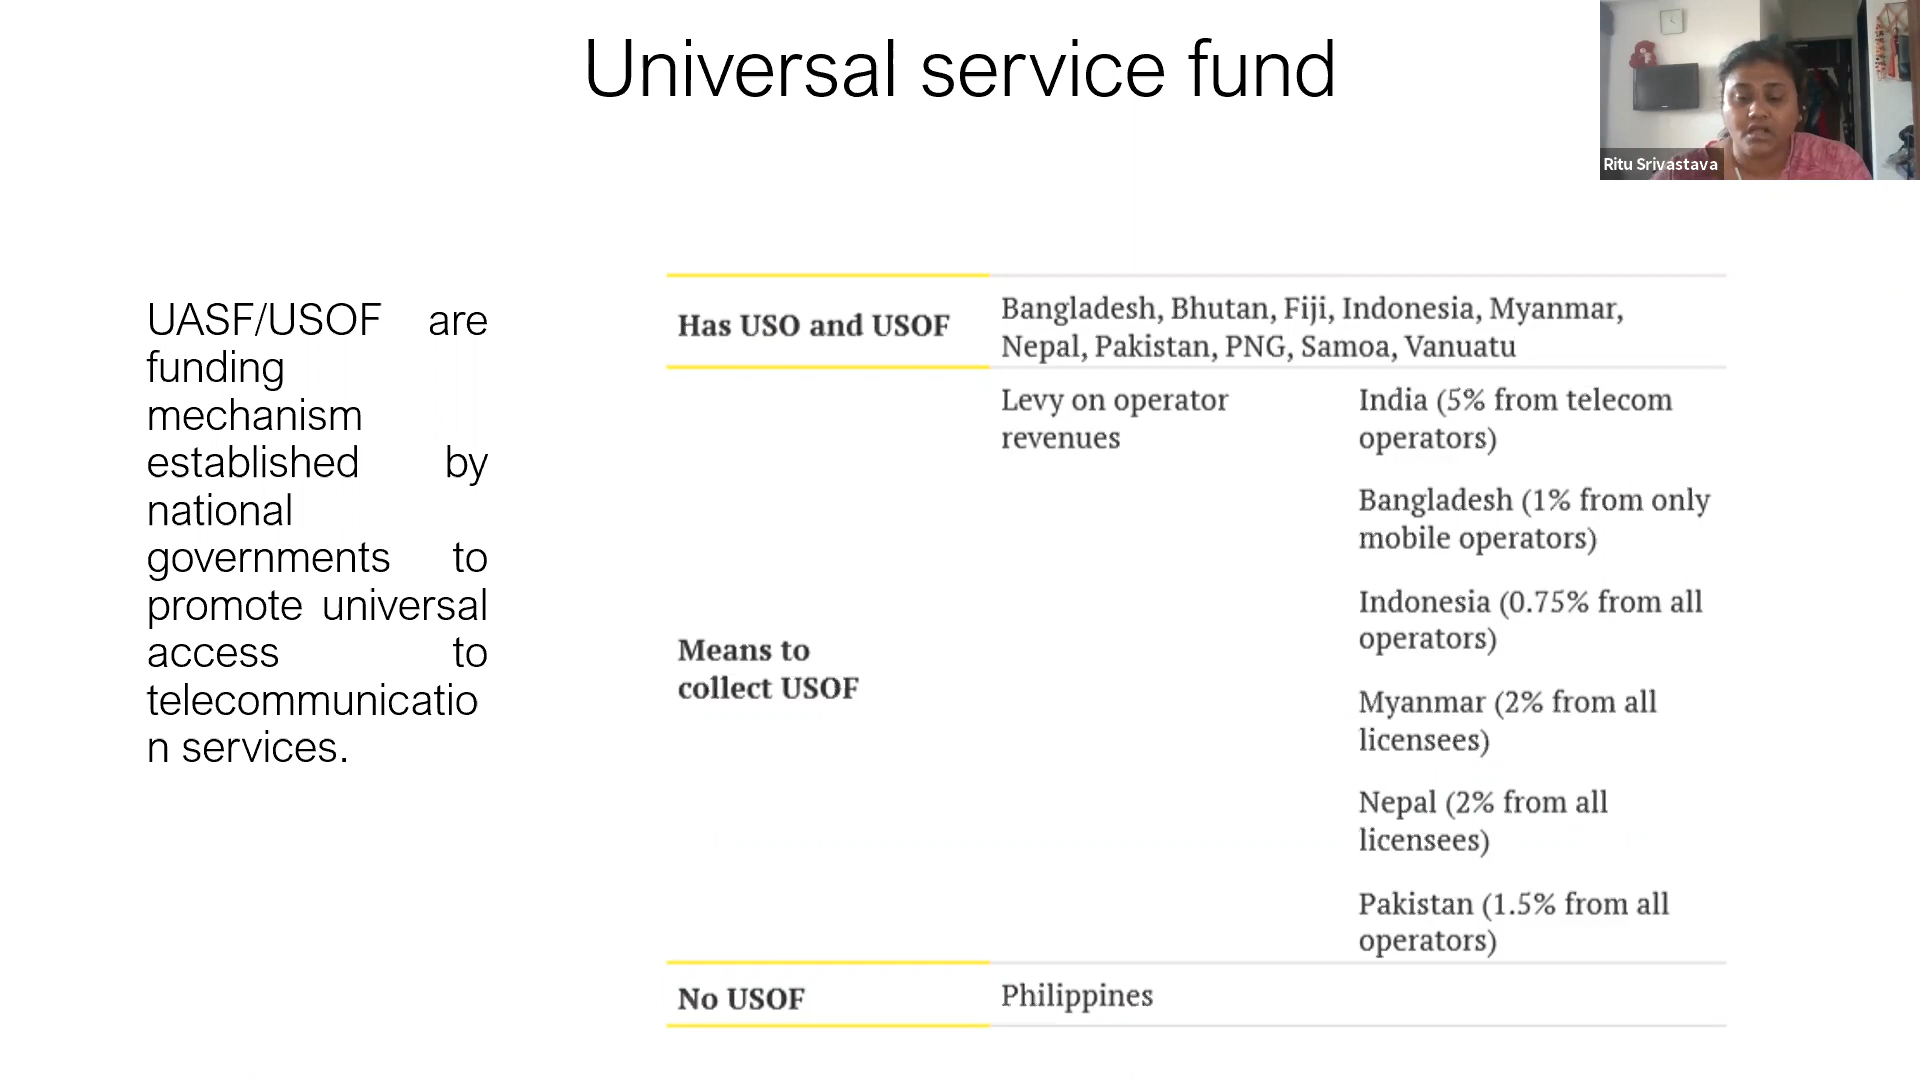 Universal service fund
Ritu Srivastava
UASF/USOF are
funding
mechanism
established by
national
governments to
promote universal
access to
telecommunicatio
n services.
Has USO and USOF
Bangladesh, Bhutan, Fiji, Indonesia, Myanmar,
Nepal, Pakistan, PNG, Samoa, Vanuatu
Means to
collect USOF
Levy on operator
revenues
India (5% from telecom
operators)
Bangladesh (1% from only
mobile operators)
Indonesia (0.75% from all
operators)
Myanmar (2% from all
licensees)
Nepal (2% from all
licensees)
Pakistan (1.5% from all
operators)
No USOF
Philippines